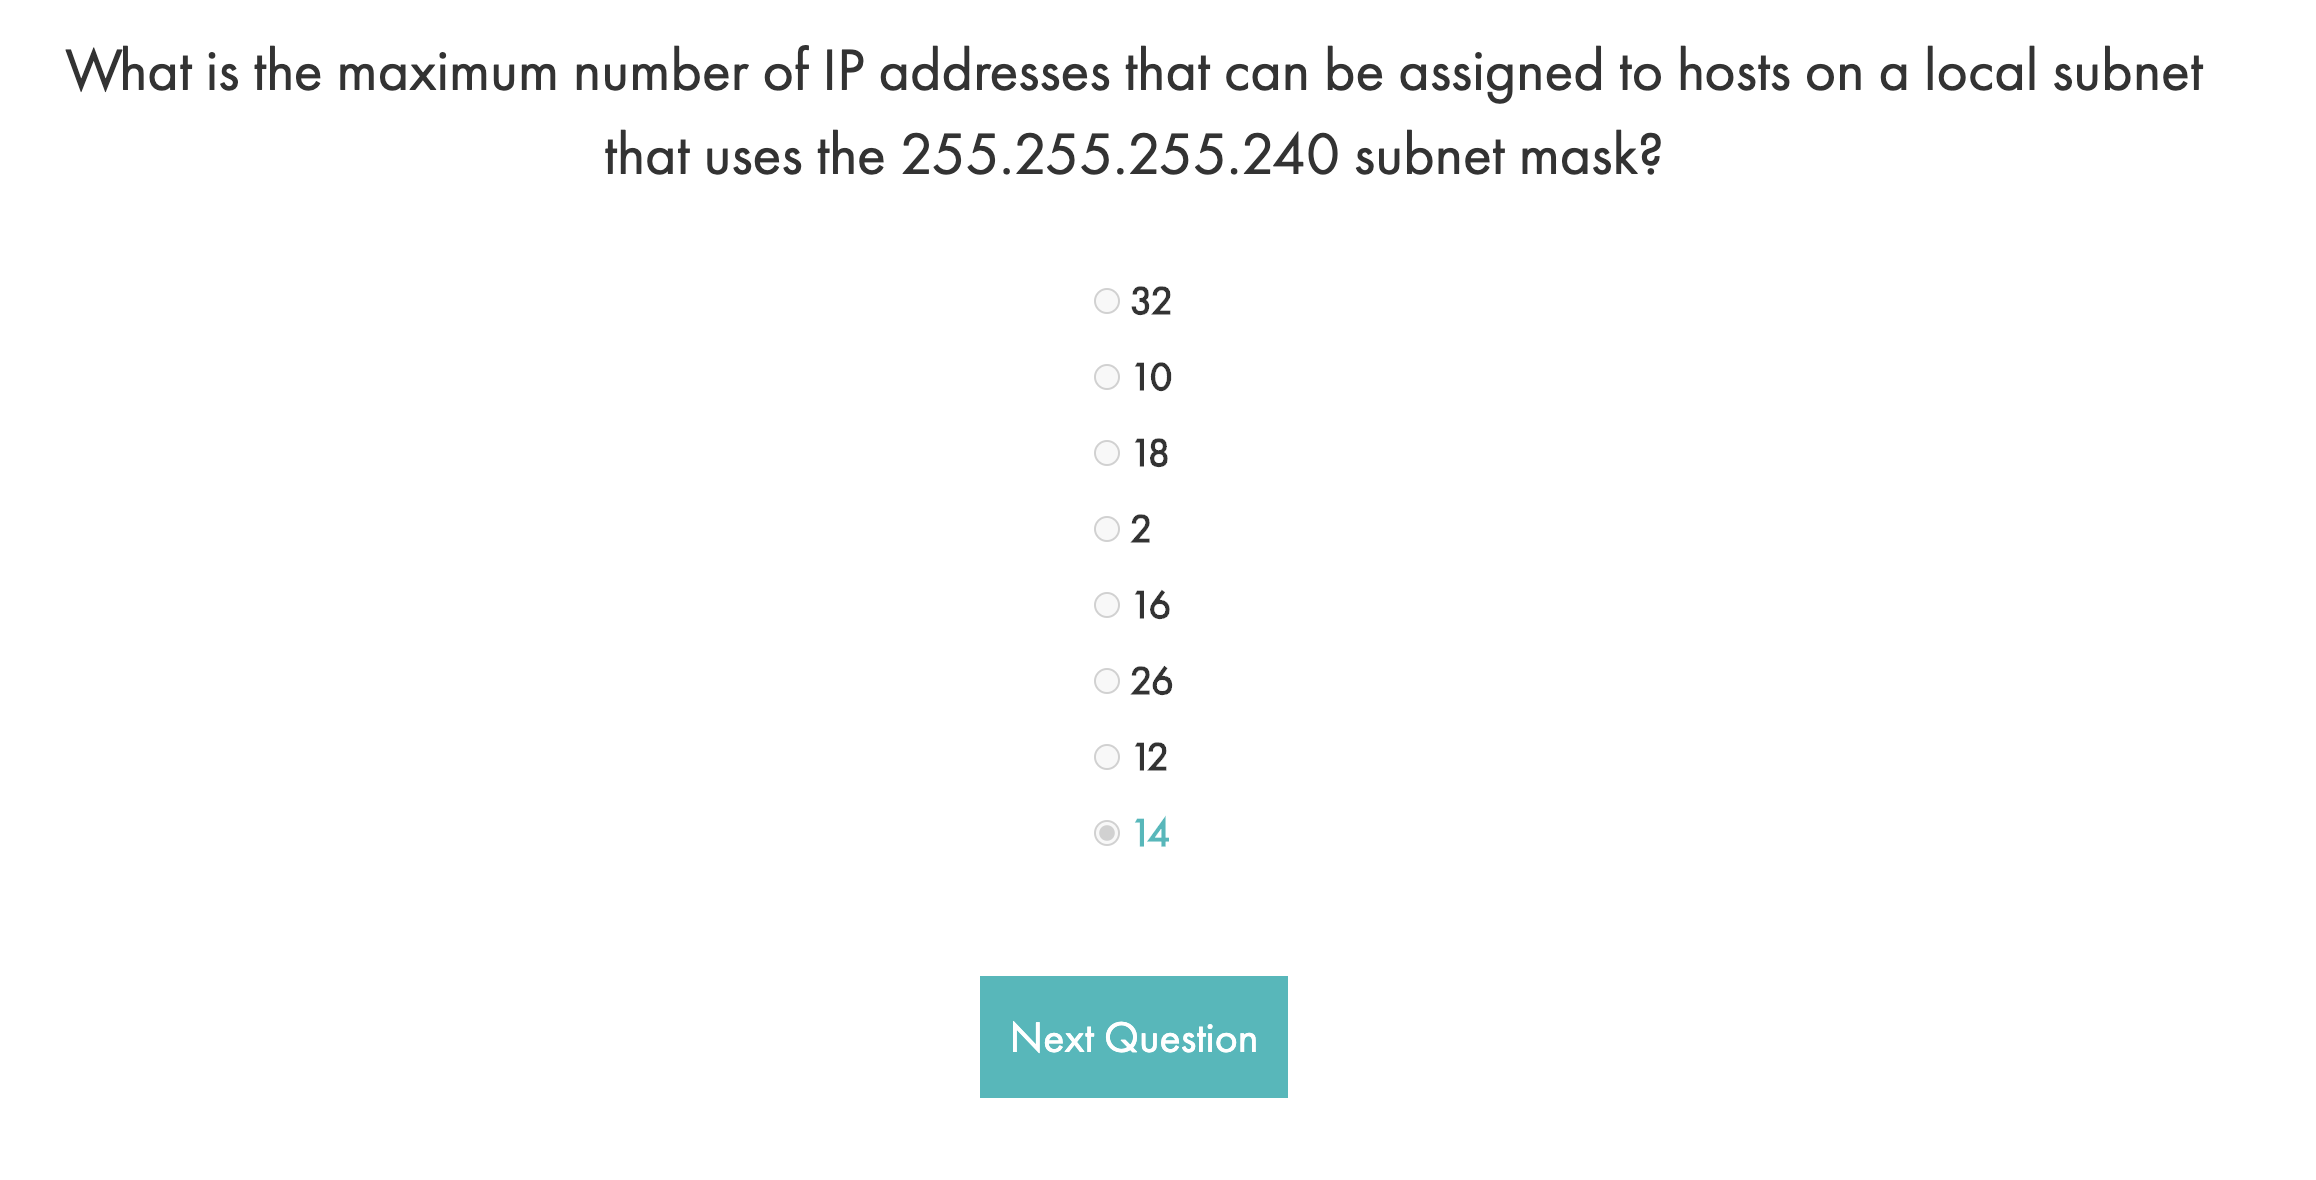 What is the maximum number of IP addresses that can be assigned to hosts on a local subnet
that uses the 255.255.255.240 subnet mask?
32
10
18
2
16
26
12
14
Next Question